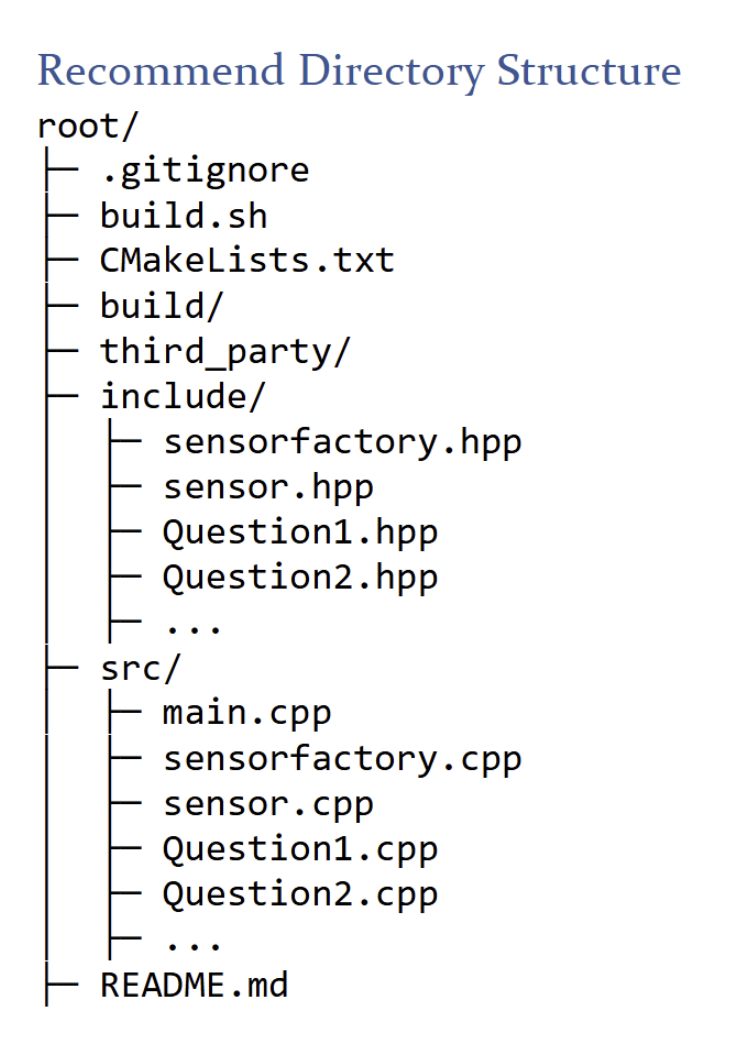 Recommend Directory Structure
root/
├─ .gitignore
├─ build.sh
├─ CMakeLists.txt
├─ build/
├─ third_party/
├─ include/
│  ├─ sensorfactory.hpp
│  ├─ sensor.hpp
│  ├─ Question1.hpp
│  ├─ Question2.hpp
│  ├─ ...
├─ src/
│  ├─ main.cpp
│  ├─ sensorfactory.cpp
│  ├─ sensor.cpp
│  ├─ Question1.cpp
│  ├─ Question2.cpp
│  ├─ ...
├─ README.md